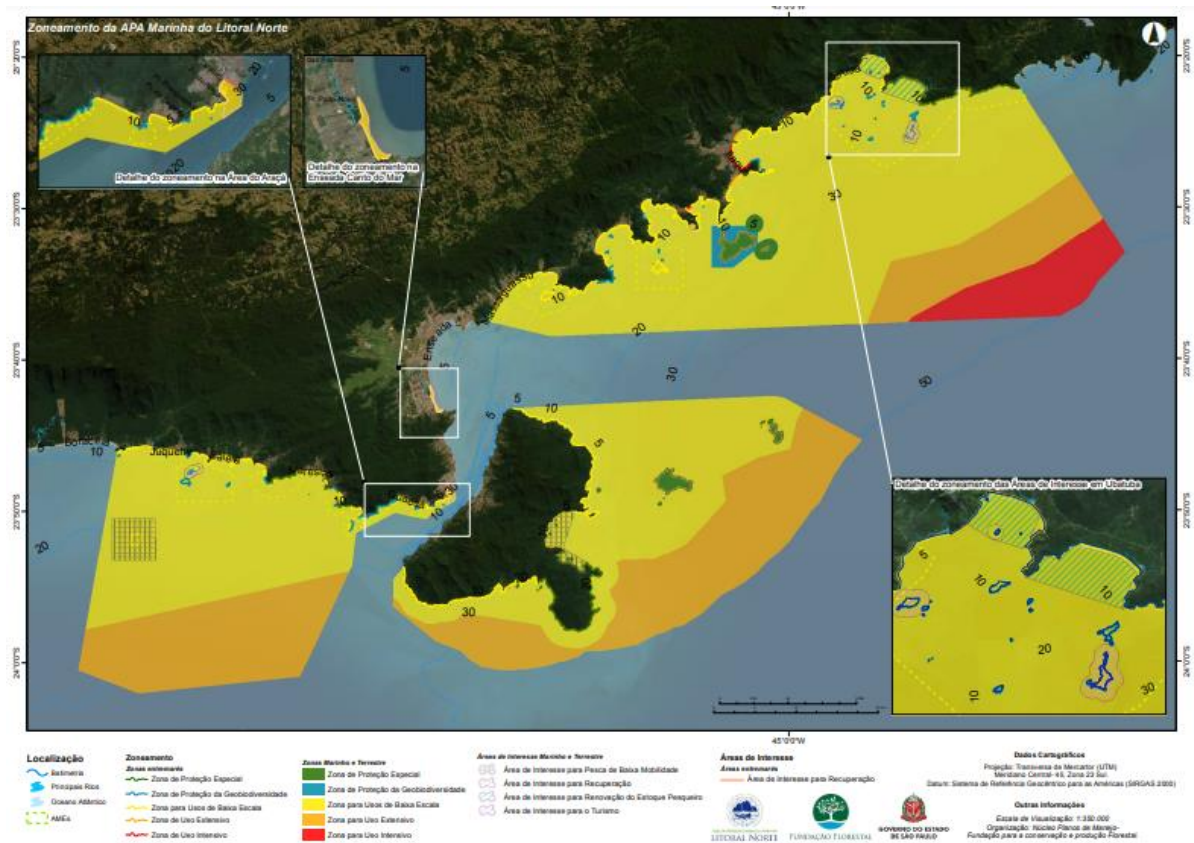 Zoneamento da APA Marinha do Litoral Norte
45°0'0"W
Detalhe do zoneamento na Área do Araçá
Detalhe do zoneamento na
Enseada Canto do Mar
Enseada
Juquehy
Detalhe do zoneamento das Áreas de Interesse em Ubatuba
5
10
20
30
50
23°30'0"S
23°40'0"S
23°50'0"S
24°0'0"S
45°0'0"W
Localização
Batimetria
Principais Rios
Oceano Atlântico
AMEs
Zoneamento
Zonas entremarés
Zona de Proteção Especial
Zona de Proteção da Geobiodiversidade
Zona para Usos de Baixa Escala
Zona de Uso Extensivo
Zona de Uso Intensivo
Zonas Marinha e Terrestre
Zona de Proteção Especial
Zona de Proteção da Geobiodiversidade
Zona para Usos de Baixa Escala
Zona para Uso Extensivo
Zona para Uso Intensivo
Áreas de Interesse Marinha e Terrestre
Área de Interesse para Pesca de Baixa Mobilidade
Área de Interesse para Recuperação
Área de Interesse para Renovação do Estoque Pesqueiro
Área de Interesse para o Turismo
Áreas de Interesse
Áreas entremarés
Área de Interesse para Recuperação
LITORAL NORTE
FUNDAÇÃO FLORESTAL
GOVERNO DO ESTADO
DE SÃO PAULO
Dados Cartográficos
Projeção: Transversa de Mercartor (UTM)
Meridiano Central -45, Zona 23 Sul.
Datum: Sistema de Referência Geocêntrico para as Américas (SIRGAS 2000)
Outras Informações
Escala de Visualização: 1:350.000
Organização: Núcleo Planos de Manejo-
Fundação para a conservação e produção Florestal